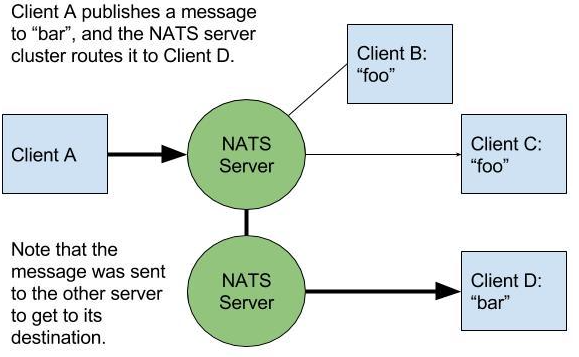 Client A publishes a message
to “bar”, and the NATS server
cluster routes it to Client D.
Client B:
“foo”
Client A
NATS
Server
Client C:
“foo”
Note that the
message was sent
to the other server
to get to its
destination.
NATS
Server
Client D:
“bar”